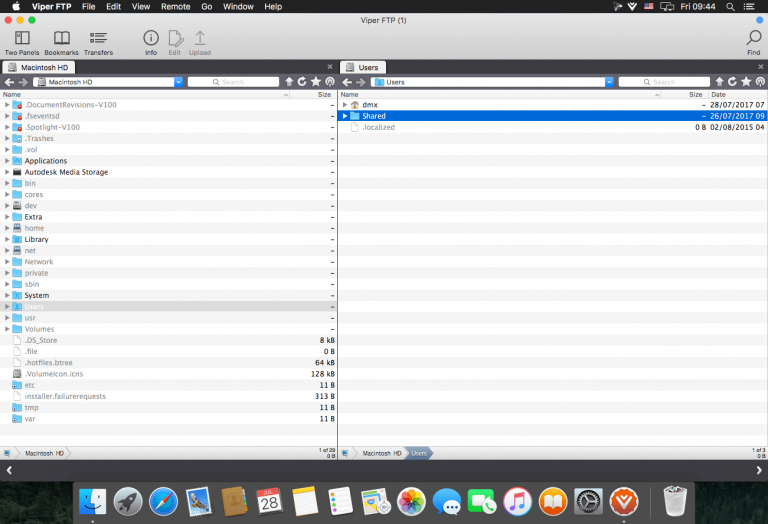 Viper FTP File Edit View Remote Go Window Help Fri 09:44
Viper FTP (1)
Two Panels Bookmarks Transfers Info Edit Upload Find
Macintosh HD
Users
Macintosh HD Search
Users Search
Name Size
Name Size Date
.DocumentRevisions-V100 --
.fseventsd --
.Spotlight-V100 --
.Trashes --
.vol --
Applications --
Autodesk Media Storage --
bin --
cores --
dev --
Extra --
home --
Library --
net --
Network --
private --
sbin --
System --
Users --
usr --
Volumes --
.DS_Store 8 kB
.file 0 B
.hotfiles.btree 64 kB
.VolumeIcon.icns 128 kB
etc 11 B
installer.failurerequests 313 B
tmp 11 B
var 11 B
dmx -- 28/07/2017 07
Shared -- 26/07/2017 09
.localized 0 B 02/08/2015 04
Macintosh HD 1 of 29
0 B
Macintosh HD Users 1 of 3
0 B
JUL
28